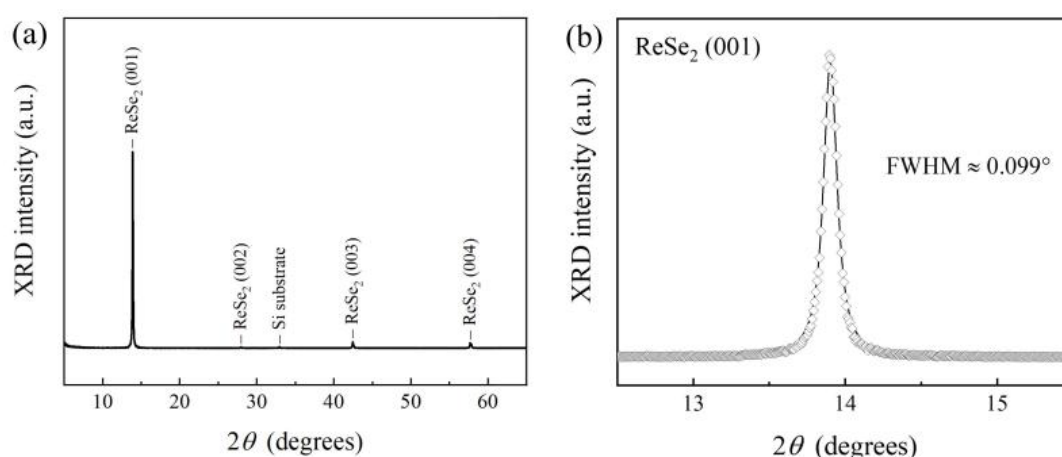 (a)
XRD intensity (a.u.)
ReSe₂ (001)
ReSe₂ (002)
Si substrate
ReSe₂ (003)
ReSe₂ (004)
10 20 30 40 50 60
2θ (degrees)
(b)
XRD intensity (a.u.)
ReSe₂ (001)
FWHM ≈ 0.099°
13 14 15
2θ (degrees)